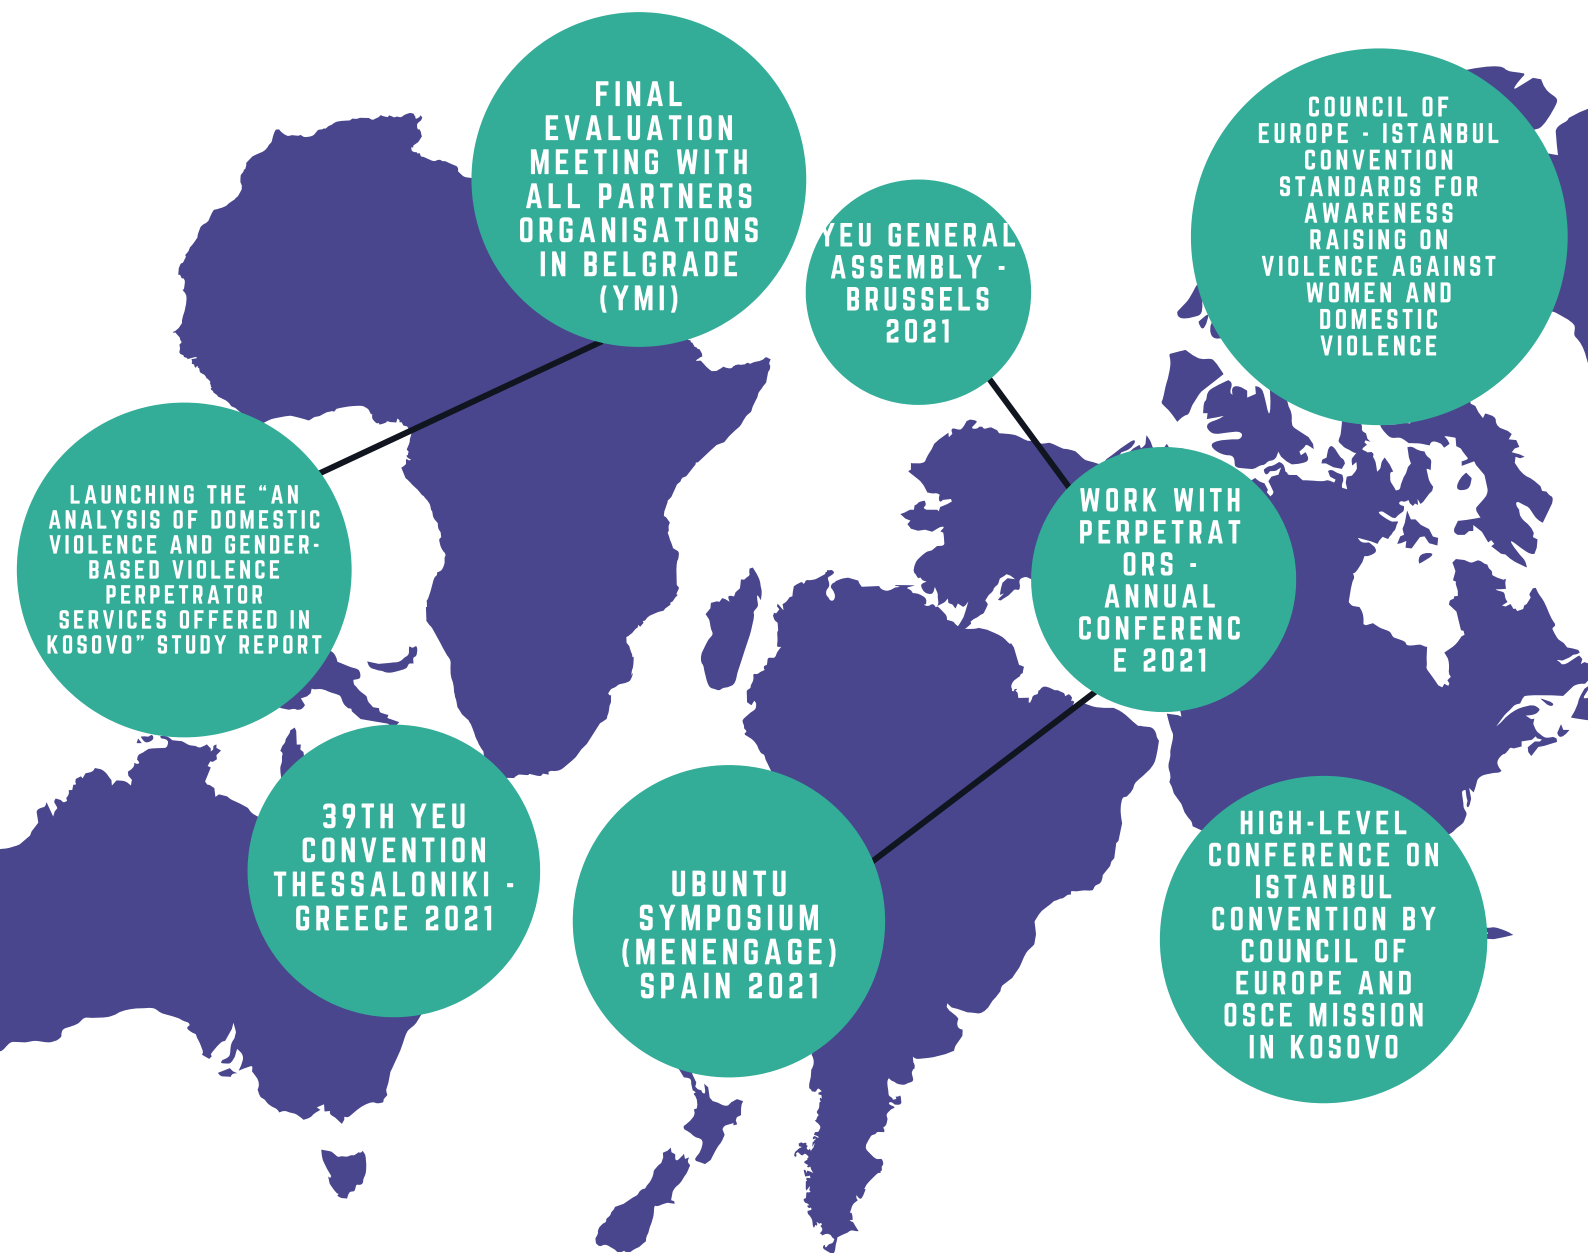 FINAL
EVALUATION
MEETING WITH
ALL PARTNERS
ORGANISATIONS
IN BELGRADE
(YMI)
YEU GENERAL
ASSEMBLY -
BRUSSELS
2021
COUNCIL OF
EUROPE - ISTANBUL
CONVENTION
STANDARDS FOR
AWARENESS
RAISING ON
VIOLENCE AGAINST
WOMEN AND
DOMESTIC
VIOLENCE
LAUNCHING THE “AN
ANALYSIS OF DOMESTIC
VIOLENCE AND GENDER-
BASED VIOLENCE
PERPETRATOR
SERVICES OFFERED IN
KOSOVO” STUDY REPORT
WORK WITH
PERPETRAT
ORS -
ANNUAL
CONFERENC
E 2021
39TH YEU
CONVENTION
THESSALONIKI -
GREECE 2021
UBUNTU
SYMPOSIUM
(MENENGAGE)
SPAIN 2021
HIGH-LEVEL
CONFERENCE ON
ISTANBUL
CONVENTION BY
COUNCIL OF
EUROPE AND
OSCE MISSION
IN KOSOVO